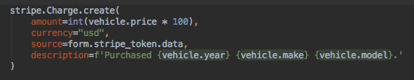 stripe.Charge.create(
    amount=int(vehicle.price * 100),
    currency="usd",
    source=form.stripe_token.data,
    description=f'Purchased {vehicle.year} {vehicle.make} {vehicle.model}.'
)